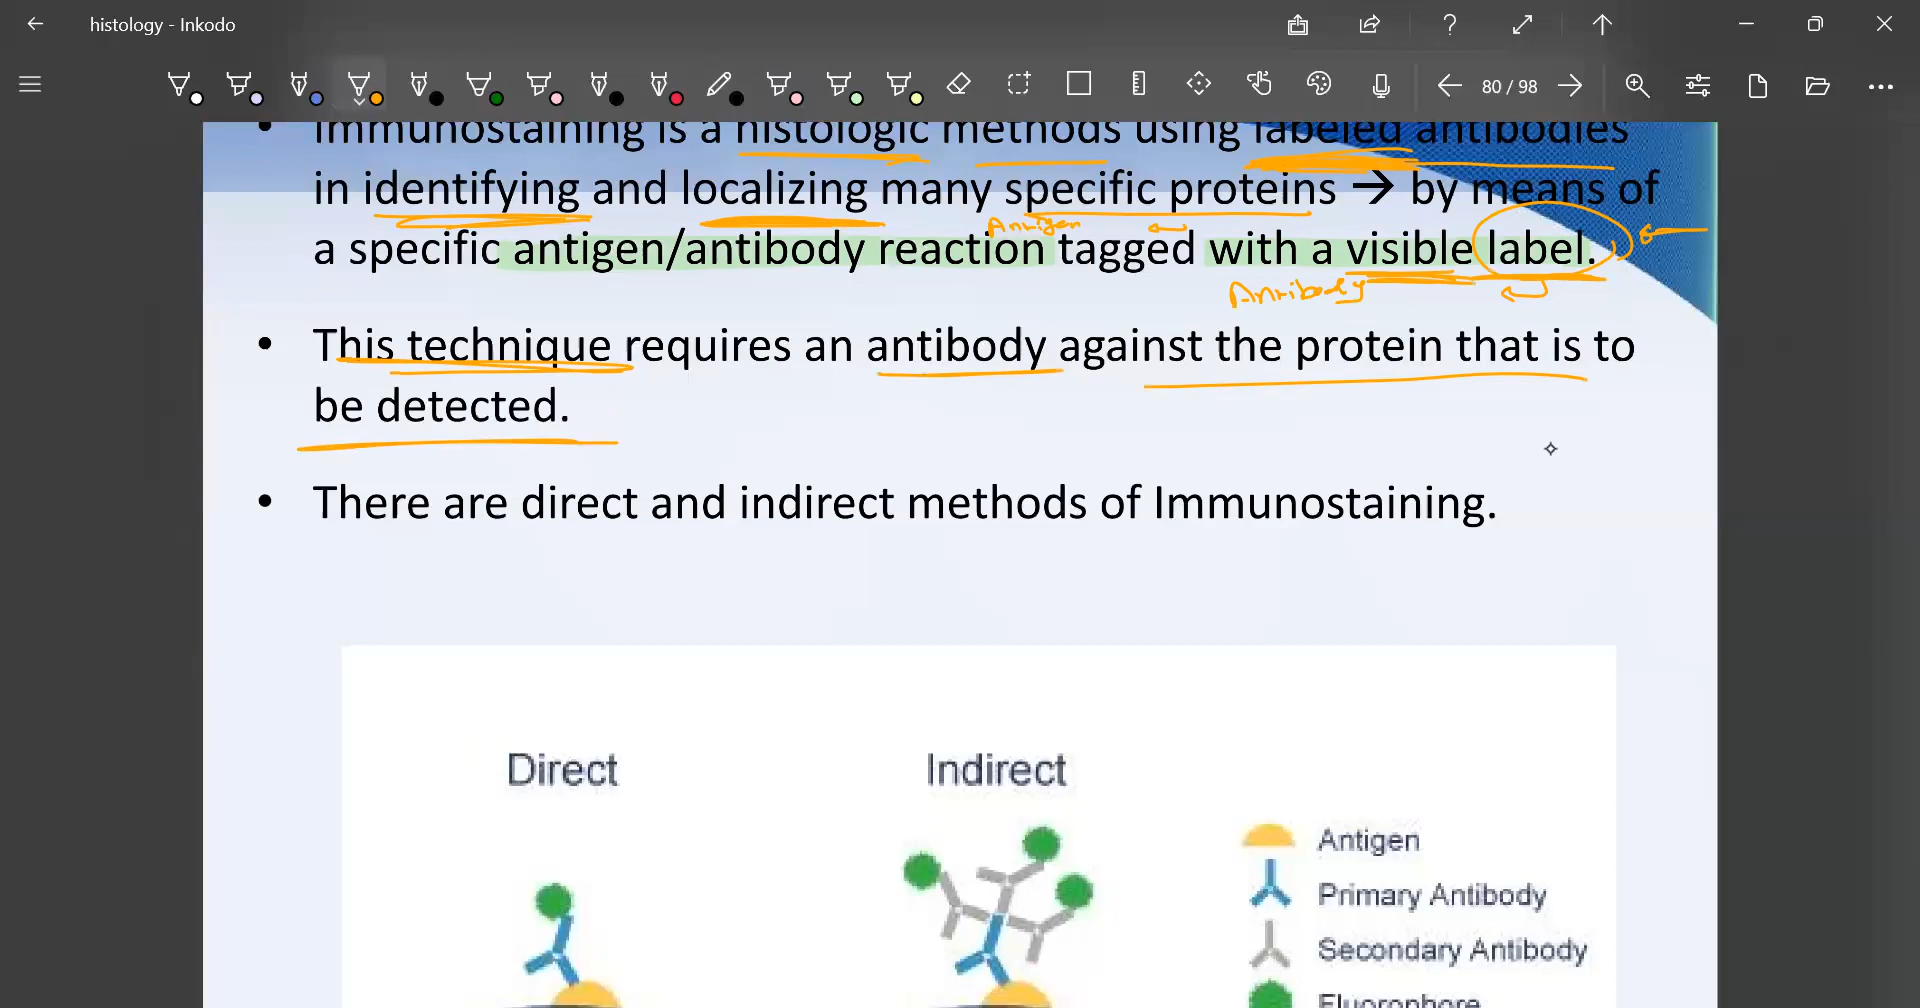 histology - Inkodo
80 / 98
• Immunostaining is a histologic methods using labeled antibodies
in identifying and localizing many specific proteins → by means of
Antigen
a specific antigen/antibody reaction tagged with a visible label.
Antibody
• This technique requires an antibody against the protein that is to
be detected.
• There are direct and indirect methods of Immunostaining.
Direct
Indirect
Antigen
Primary Antibody
Secondary Antibody
Fluorophore